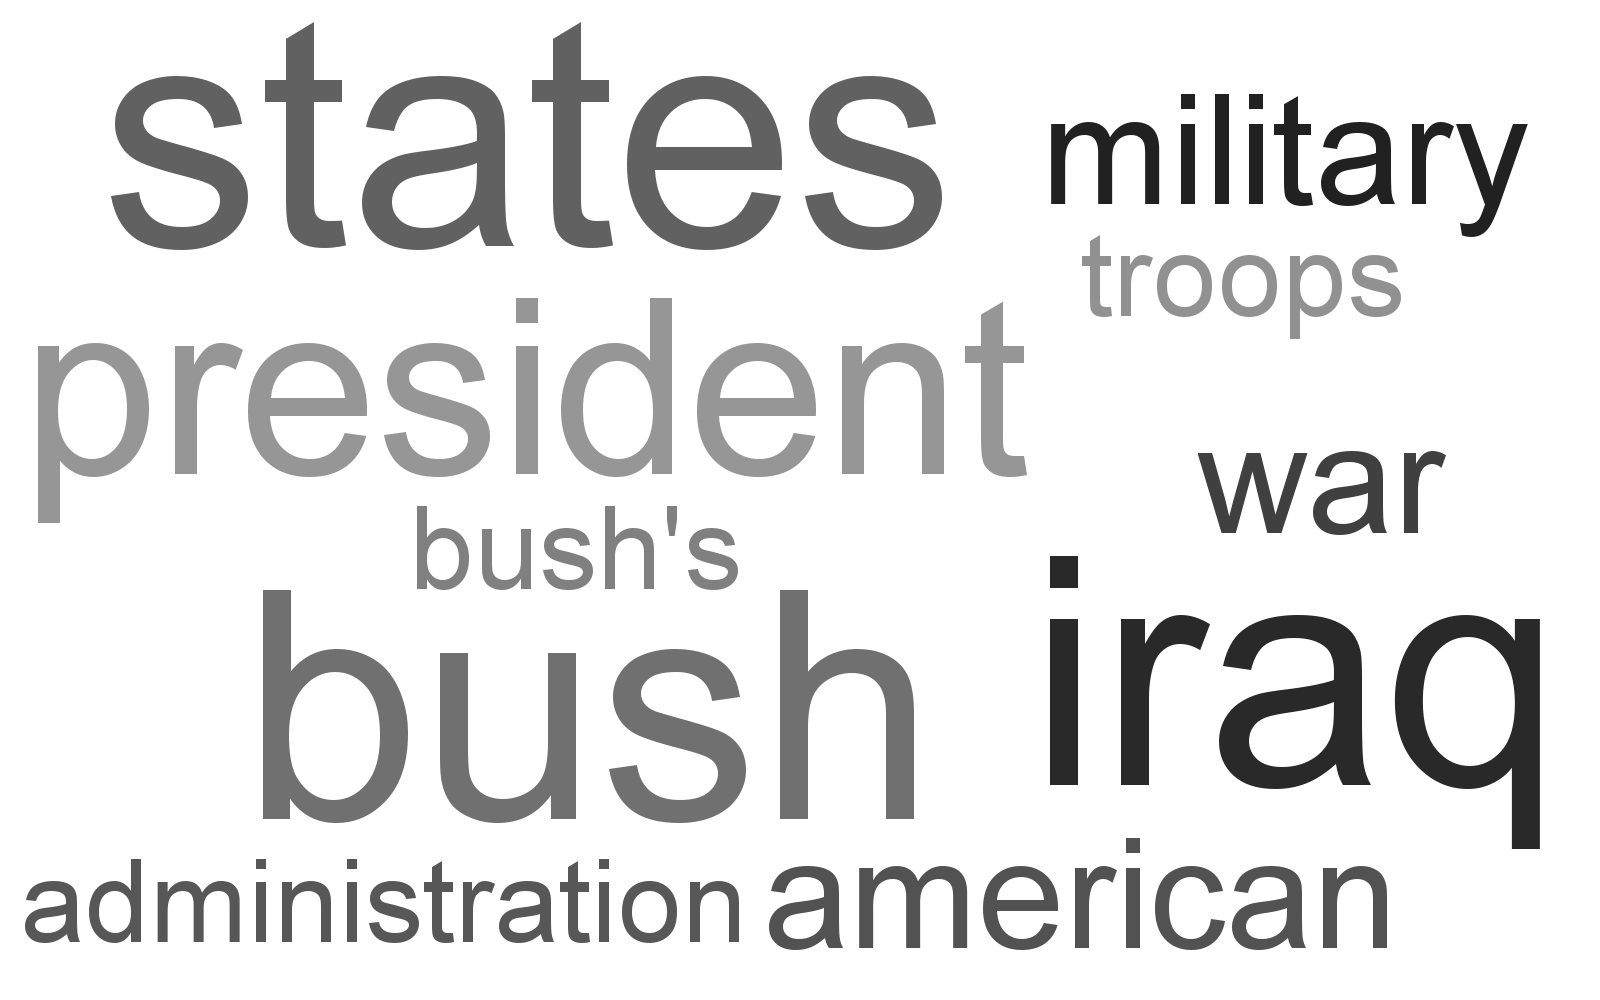 states
military
troops
president
war
bush's
bush
iraq
administration
american